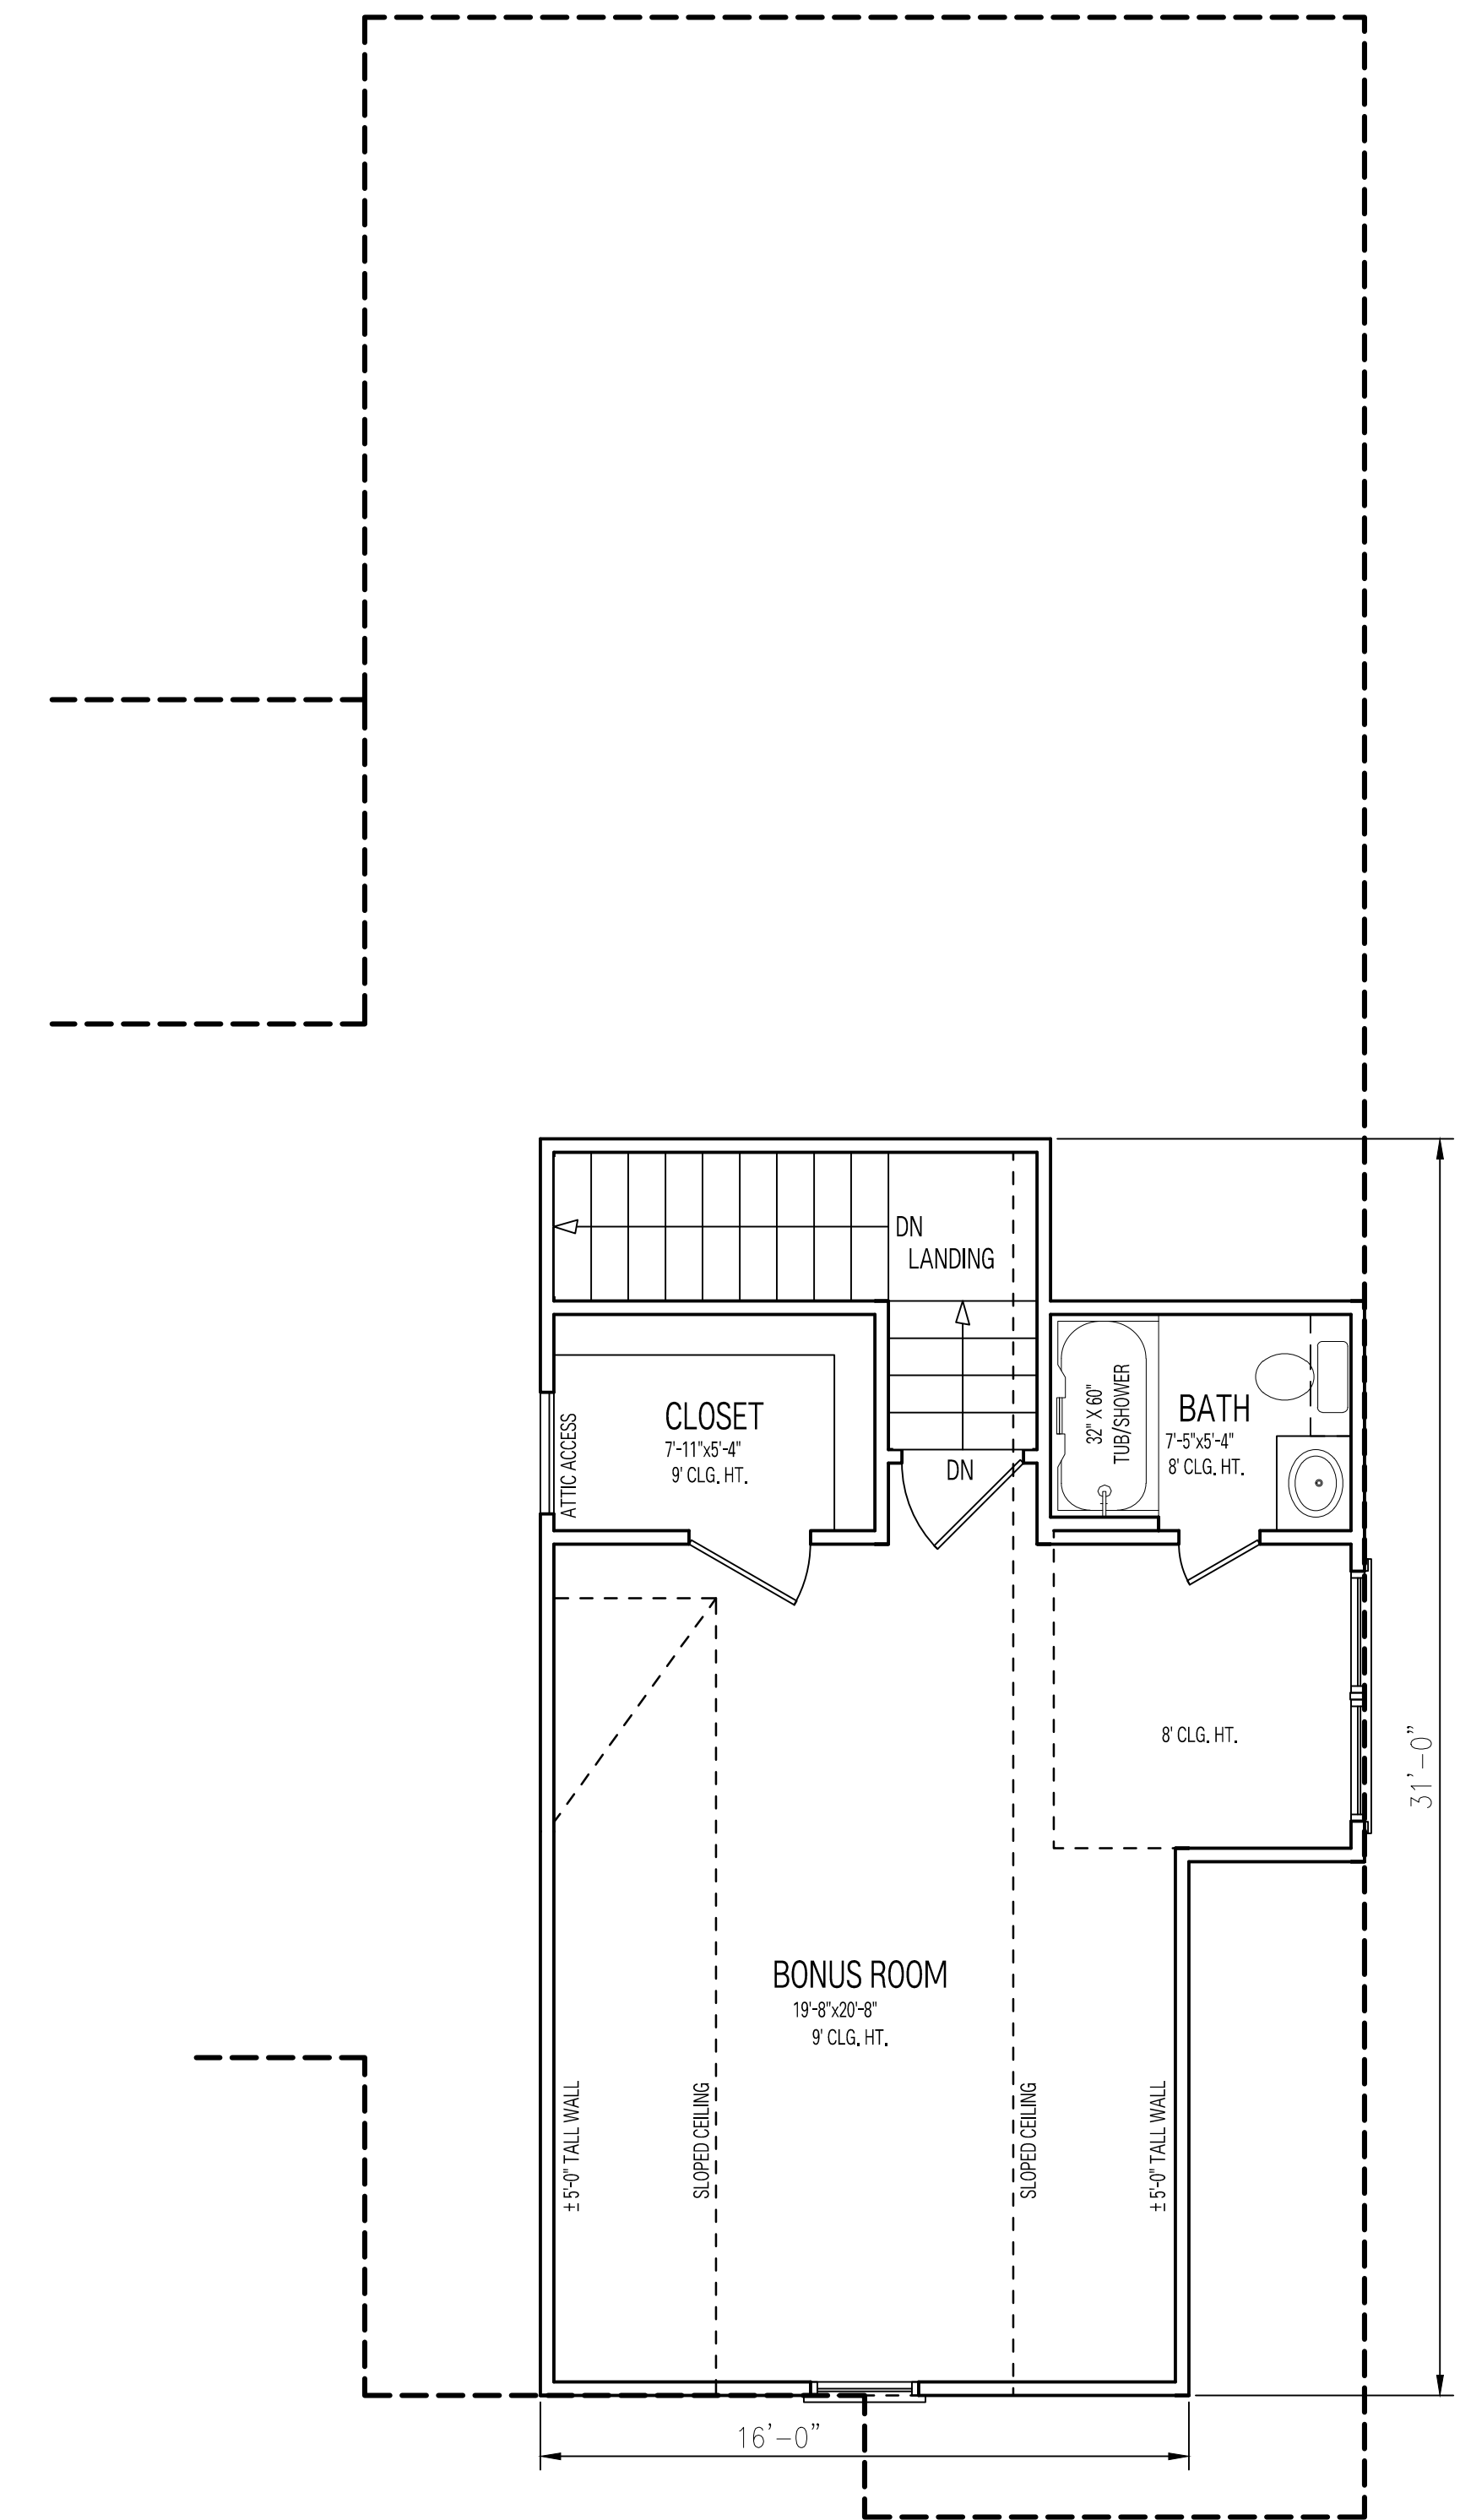 DN
LANDING
CLOSET
7'-11"x5'-4"
9' CLG. HT.
ATTIC ACCESS
DN
32" X 60"
TUB/SHOWER
BATH
7'-5"x5'-4"
8' CLG. HT.
8' CLG. HT.
31'-0"
BONUS ROOM
19'-8"x20'-8"
9' CLG. HT.
± 5'-0" TALL WALL
SLOPED CEILING
SLOPED CEILING
± 5'-0" TALL WALL
16'-0"